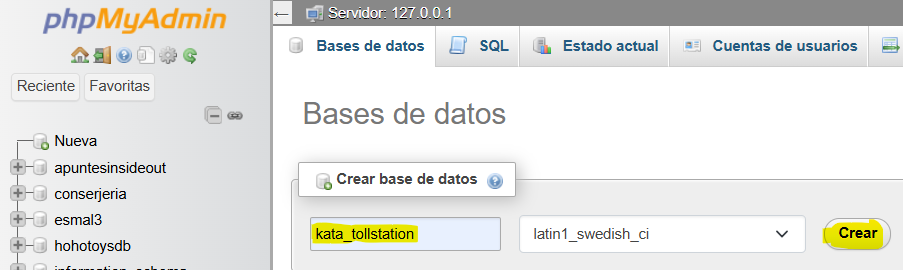 phpMyAdmin
Reciente Favoritas
Nueva
apuntesinsideout
conserjeria
esmal3
hohotoysdb
information_schema
Servidor: 127.0.0.1
Bases de datos SQL Estado actual Cuentas de usuarios
Bases de datos
Crear base de datos
kata_tollstation latin1_swedish_ci Crear